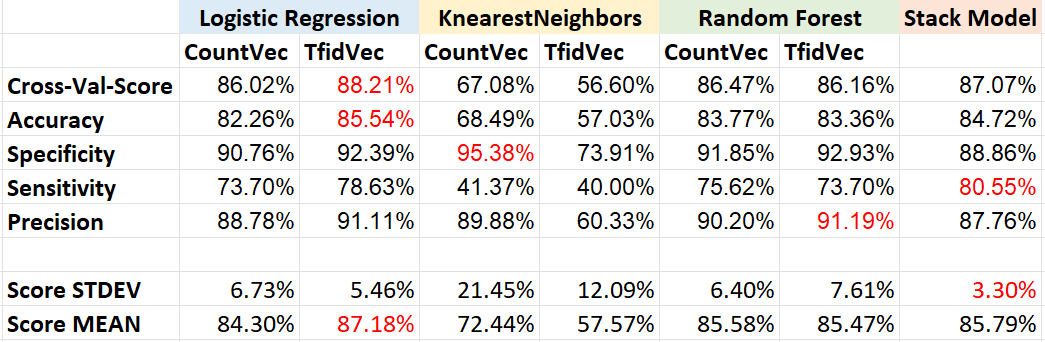 Logistic Regression KnearestNeighbors Random Forest Stack Model
CountVec TfidVec CountVec TfidVec CountVec TfidVec
Cross-Val-Score 86.02% 88.21% 67.08% 56.60% 86.47% 86.16% 87.07%
Accuracy 82.26% 85.54% 68.49% 57.03% 83.77% 83.36% 84.72%
Specificity 90.76% 92.39% 95.38% 73.91% 91.85% 92.93% 88.86%
Sensitivity 73.70% 78.63% 41.37% 40.00% 75.62% 73.70% 80.55%
Precision 88.78% 91.11% 89.88% 60.33% 90.20% 91.19% 87.76%
Score STDEV 6.73% 5.46% 21.45% 12.09% 6.40% 7.61% 3.30%
Score MEAN 84.30% 87.18% 72.44% 57.57% 85.58% 85.47% 85.79%